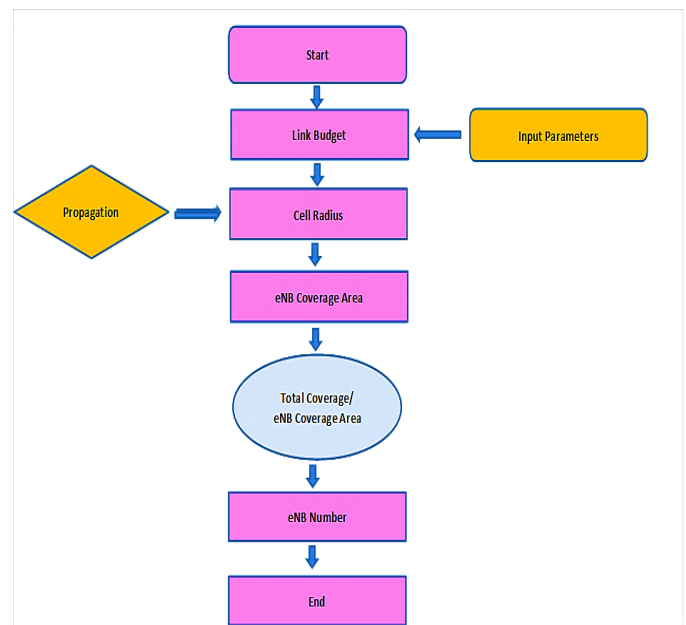 Start
Link Budget
Input Parameters
Propagation
Cell Radius
eNB Coverage Area
Total Coverage/
eNB Coverage Area
eNB Number
End